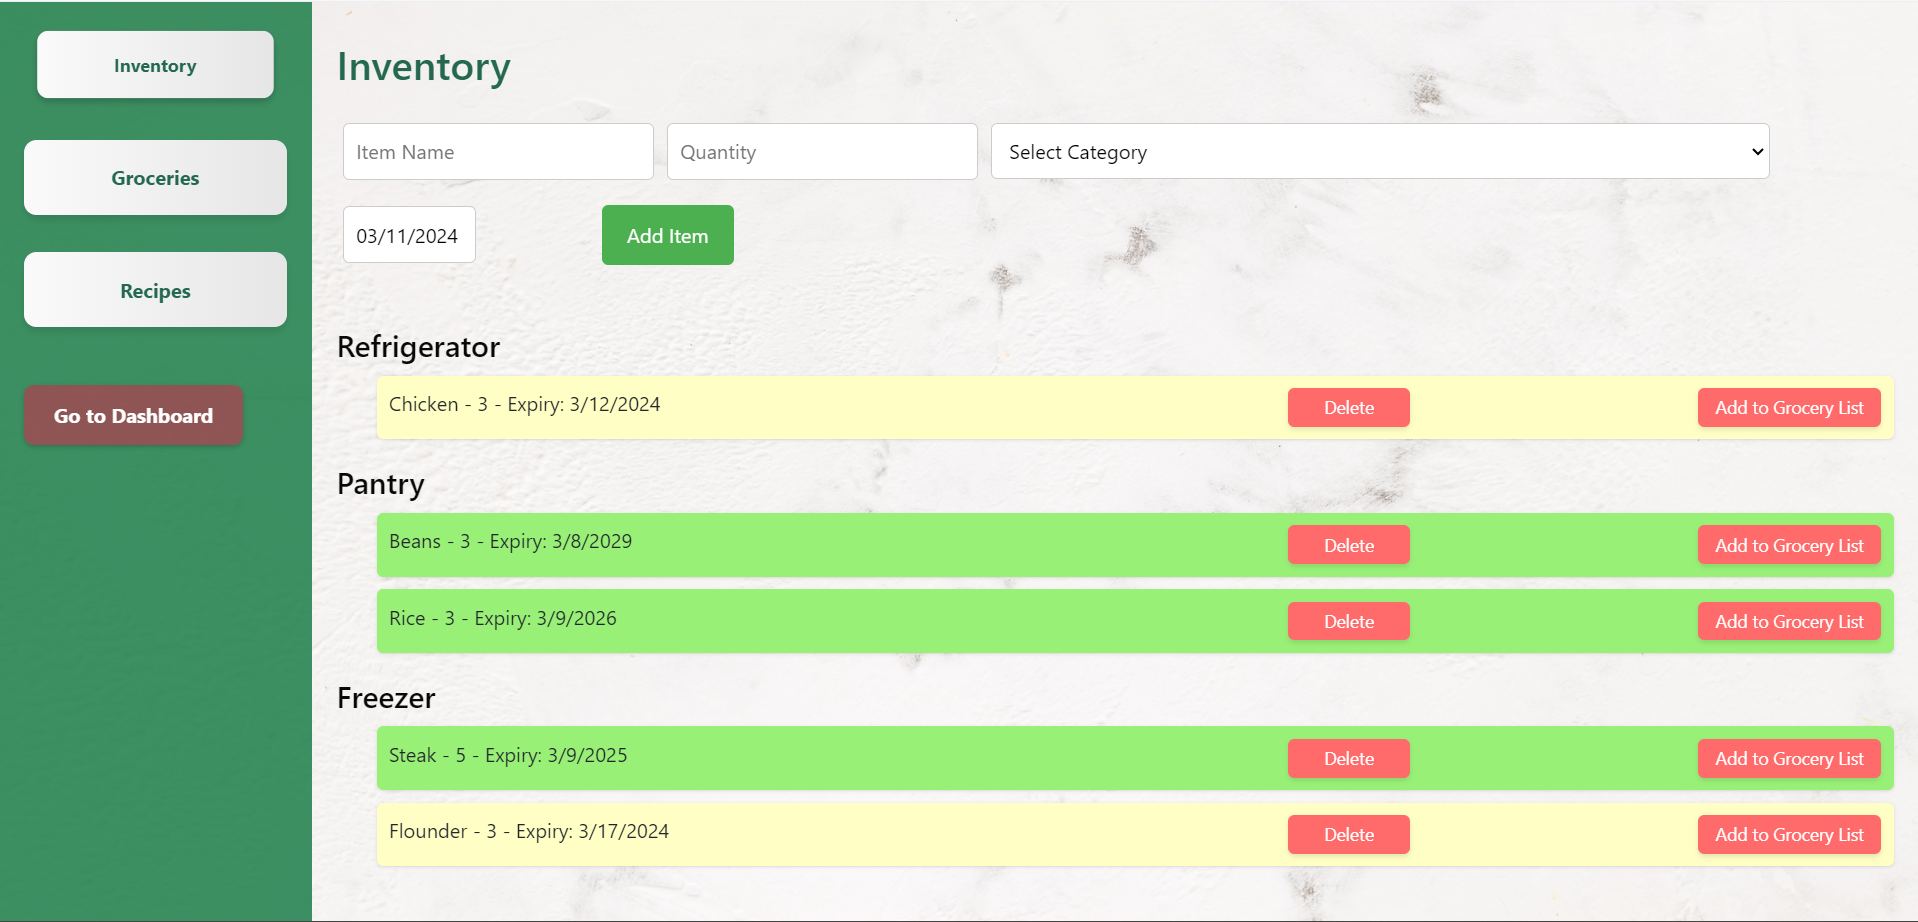 Inventory
Groceries
Recipes
Go to Dashboard
Inventory
Item Name Quantity Select Category
03/11/2024 Add Item
Refrigerator
Chicken - 3 - Expiry: 3/12/2024 Delete Add to Grocery List
Pantry
Beans - 3 - Expiry: 3/8/2029 Delete Add to Grocery List
Rice - 3 - Expiry: 3/9/2026 Delete Add to Grocery List
Freezer
Steak - 5 - Expiry: 3/9/2025 Delete Add to Grocery List
Flounder - 3 - Expiry: 3/17/2024 Delete Add to Grocery List